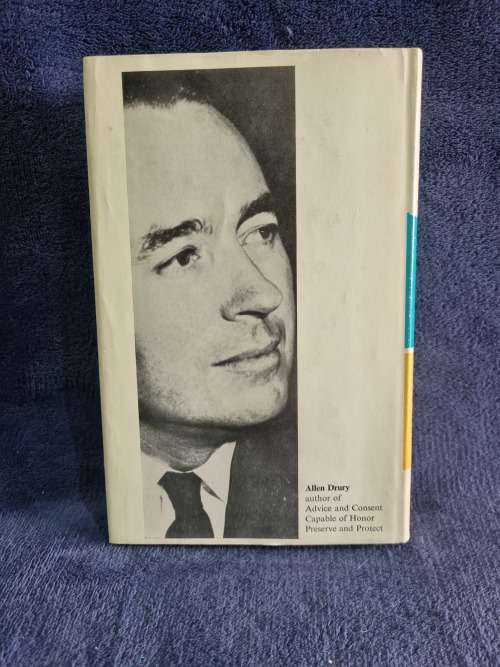 Allen Drury
author of
Advice and Consent
Capable of Honor
Preserve and Protect